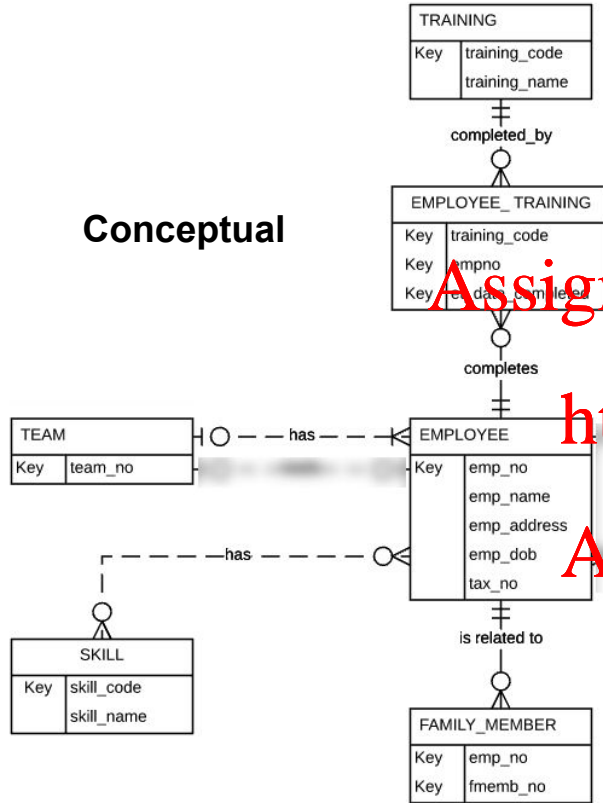 TRAINING
Key training_code
training_name
completed_by
Conceptual
EMPLOYEE_ TRAINING
Key training_code
Key empno
Key
Assig
completes
h
TEAM
Key team_no
has
EMPLOYEE
Key emp_no
emp_name
emp_address
emp_dob
tax_no
A
has
SKILL
Key skill_code
skill_name
is related to
FAMILY_MEMBER
Key emp_no
Key fmemb_no